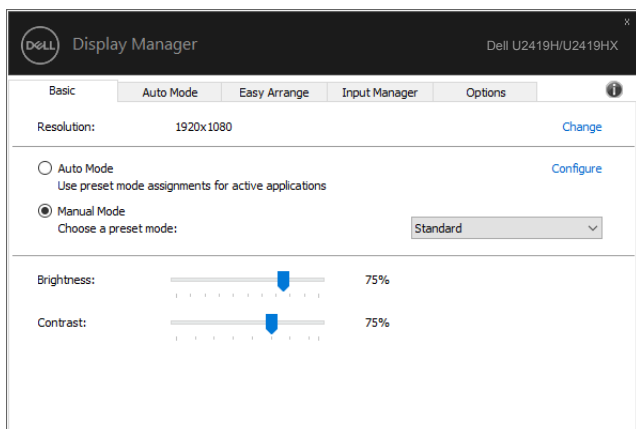 x
DELL Display Manager Dell U2419H/U2419HX
Basic Auto Mode Easy Arrange Input Manager Options i
Resolution: 1920x1080 Change
Auto Mode Configure
Use preset mode assignments for active applications
Manual Mode
Choose a preset mode: Standard
Brightness: 75%
Contrast: 75%